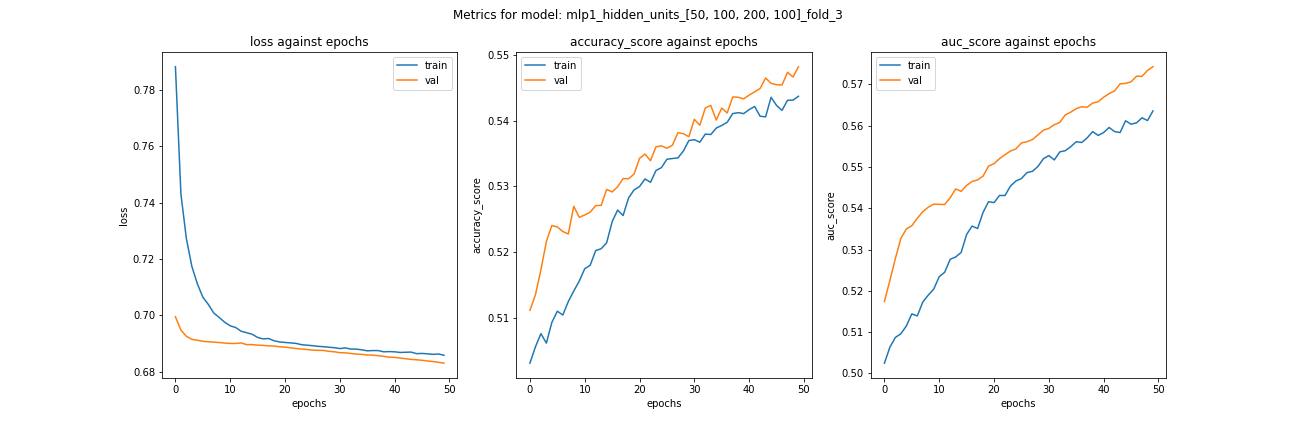 Metrics for model: mlp1_hidden_units_[50, 100, 200, 100]_fold_3
loss against epochs
train
val
0.78
0.76
0.74
0.72
0.70
0.68
loss
0
10
20
30
40
50
epochs
accuracy_score against epochs
train
val
0.55
0.54
0.53
0.52
0.51
accuracy_score
0
10
20
30
40
50
epochs
auc_score against epochs
train
val
0.57
0.56
0.55
0.54
0.53
0.52
0.51
0.50
auc_score
0
10
20
30
40
50
epochs